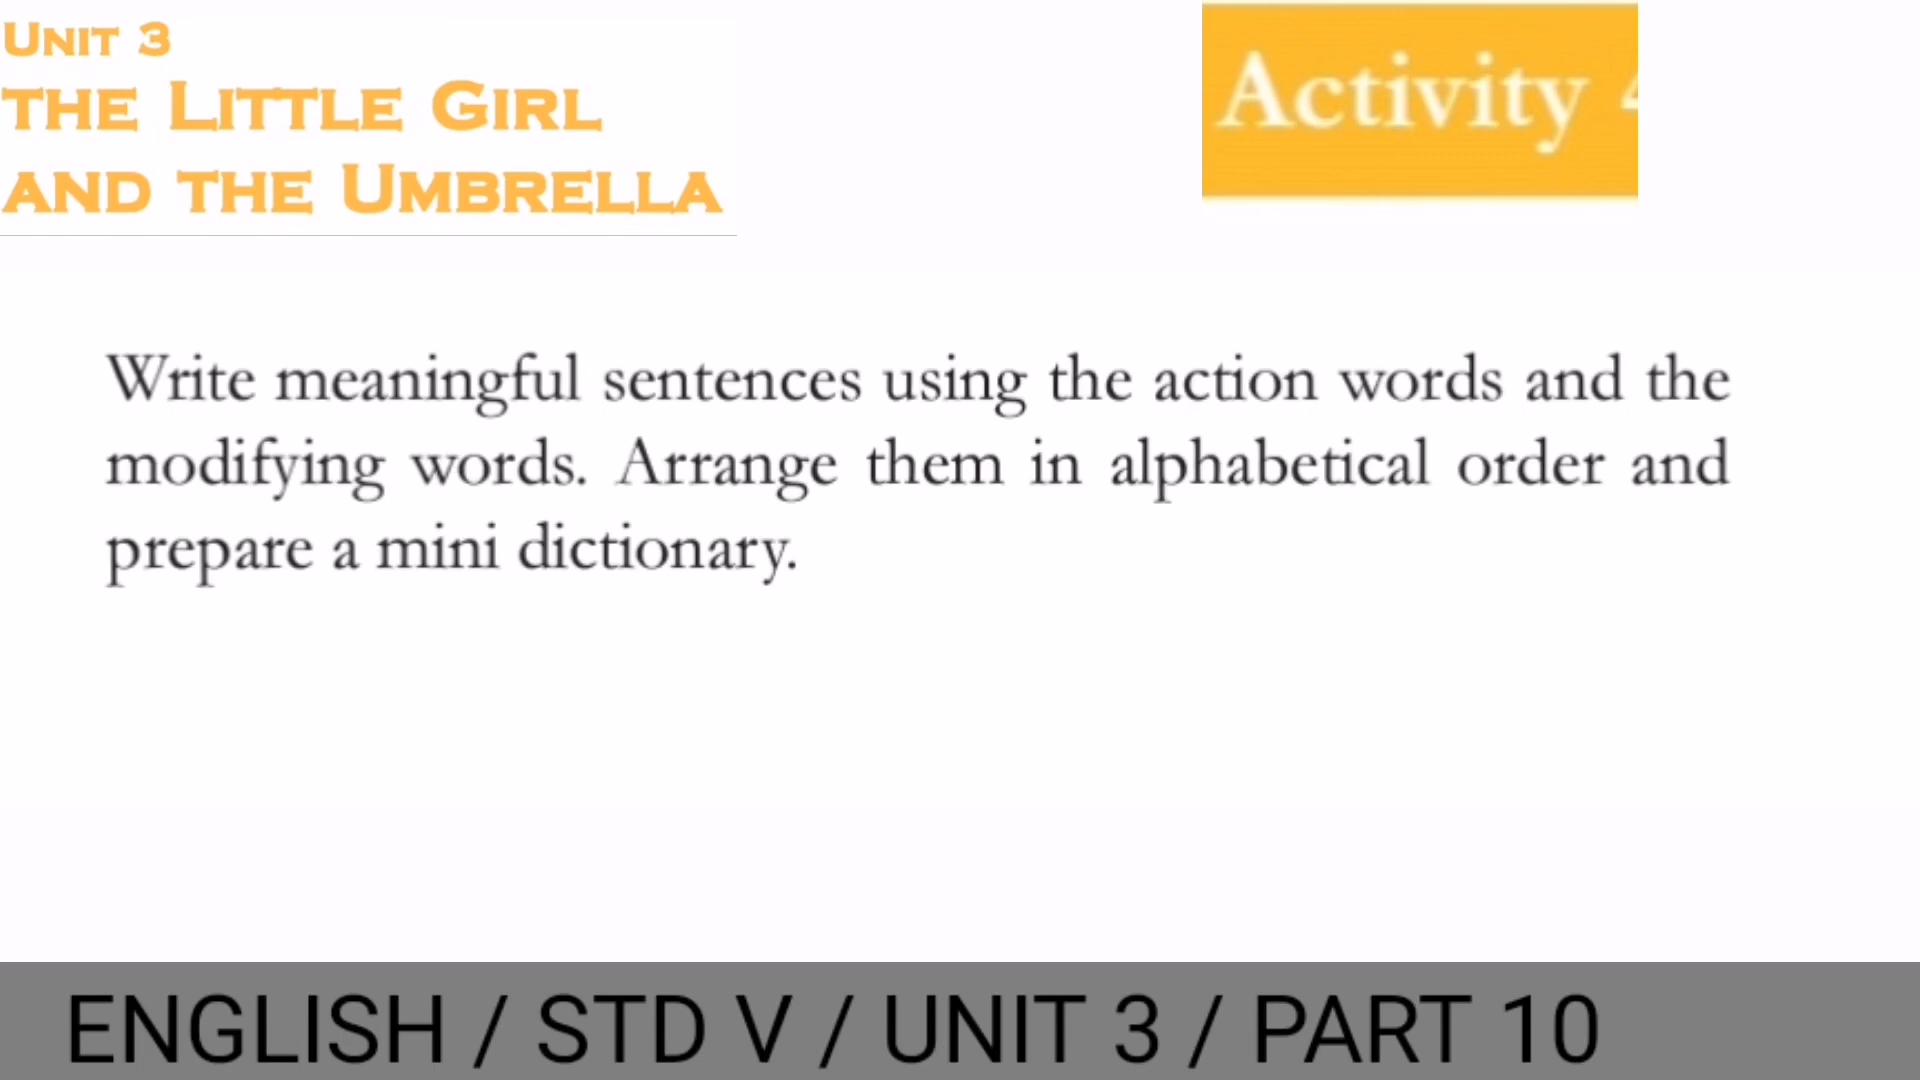 UNIT 3
THE LITTLE GIRL
AND THE UMBRELLA
Activity 4
Write meaningful sentences using the action words and the
modifying words. Arrange them in alphabetical order and
prepare a mini dictionary.
ENGLISH / STD V / UNIT 3 / PART 10